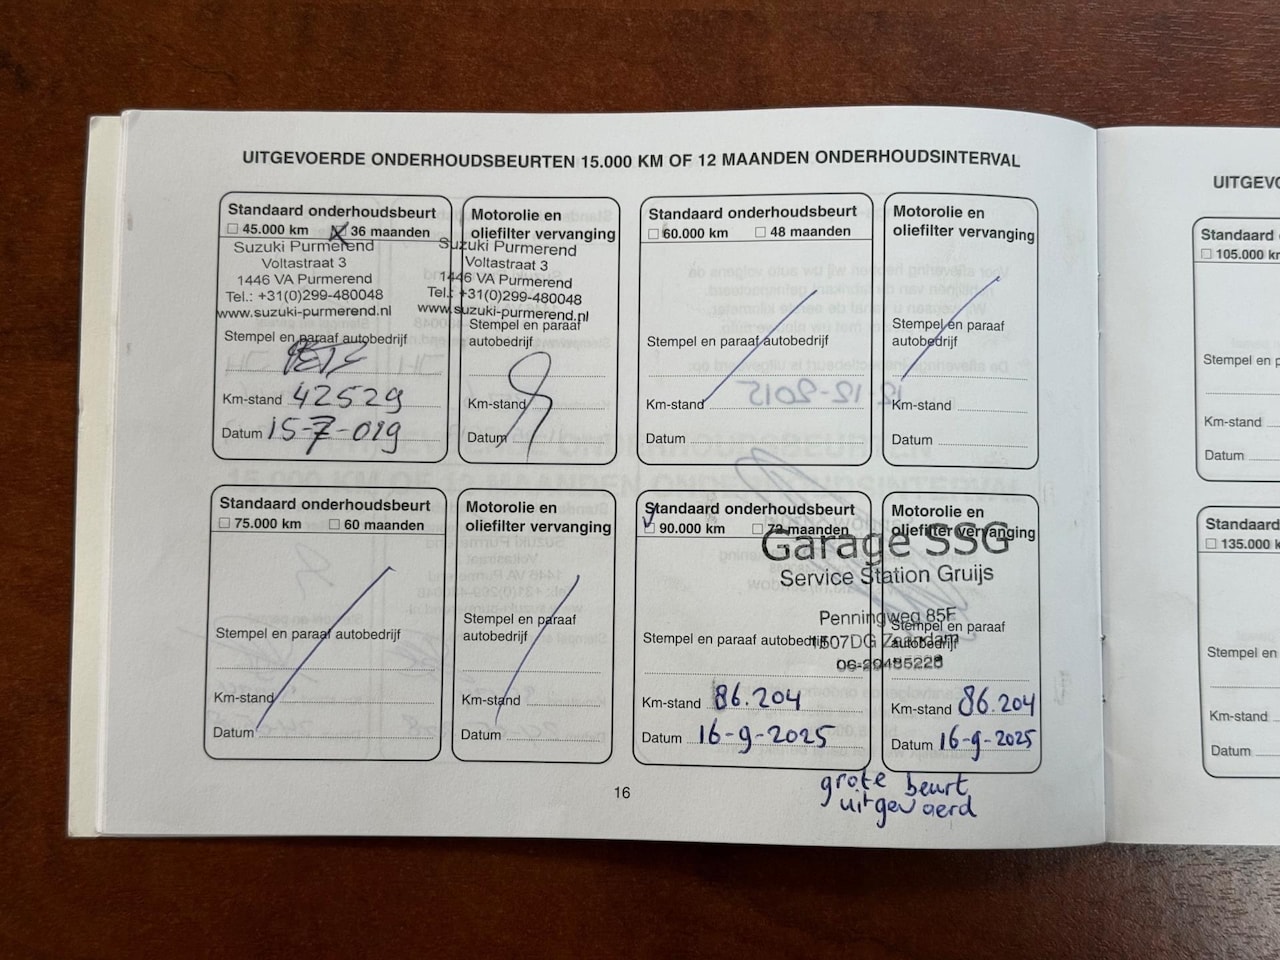 UITGEVOERDE ONDERHOUDSBEURTEN 15.000 KM OF 12 MAANDEN ONDERHOUDSINTERVAL
Standaard onderhoudsbeurt
45.000 km 36 maanden
Suzuki Purmerend
Voltastraat 3
1446 VA Purmerend
Tel.: +31(0)299-480048
www.suzuki-purmerend.nl
Stempel en paraaf autobedrijf
Km-stand 42529
Datum 15-7-019
Motorolie en
oliefilter vervanging
Suzuki Purmerend
Voltastraat 3
1446 VA Purmerend
Tel.: +31(0)299-480048
www.suzuki-purmerend.nl
Stempel en paraaf
autobedrijf
Km-stand
Datum
Standaard onderhoudsbeurt
60.000 km 48 maanden
Stempel en paraaf autobedrijf
Km-stand
Datum
Motorolie en
oliefilter vervanging
Stempel en paraaf
autobedrijf
Km-stand
Datum
Standaard onderhoudsbeurt
75.000 km 60 maanden
Stempel en paraaf autobedrijf
Km-stand
Datum
Motorolie en
oliefilter vervanging
Stempel en paraaf
autobedrijf
Km-stand
Datum
Standaard onderhoudsbeurt
90.000 km 72 maanden
Garage SSG
Service Station Gruijs
Penningweg 85F
1507DG Zaandam
06-29485228
Stempel en paraaf autobedrijf
Km-stand 86.204
Datum 16-9-2025
Motorolie en
oliefilter vervanging
Stempel en paraaf
autobedrijf
Km-stand 86.204
Datum 16-9-2025
grote beurt
uitgevoerd
16
UITGEVO
Standaard
105.000 km
Stempel en p
Km-stand
Datum
Standaard
135.000 km
Stempel en
Km-stand
Datum